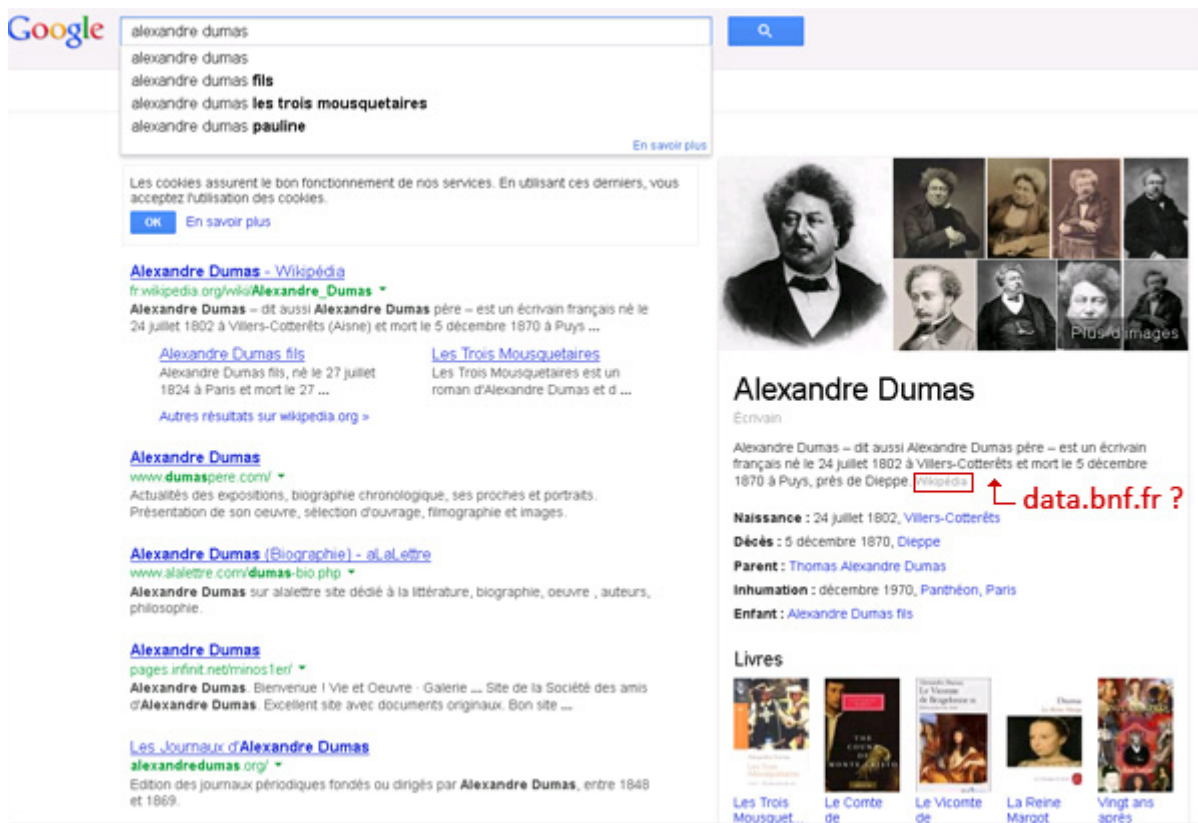 Google
alexandre dumas
alexandre dumas
alexandre dumas fils
alexandre dumas les trois mousquetaires
alexandre dumas pauline
En savoir plus
Les cookies assurent le bon fonctionnement de nos services. En utilisant ces derniers, vous
acceptez l'utilisation des cookies.
OK En savoir plus
Alexandre Dumas - Wikipédia
fr.wikipedia.org/wiki/Alexandre_Dumas
Alexandre Dumas – dit aussi Alexandre Dumas père – est un écrivain français né le
24 juillet 1802 à Villers-Cotterêts (Aisne) et mort le 5 décembre 1870 à Puys ...
Alexandre Dumas fils
Alexandre Dumas fils, né le 27 juillet
1824 à Paris et mort le 27 ...
Les Trois Mousquetaires
Les Trois Mousquetaires est un
roman d'Alexandre Dumas et d ...
Autres résultats sur wikipedia.org »
Alexandre Dumas
www.dumaspere.com/
Actualités des expositions, biographie chronologique, ses proches et portraits.
Présentation de son oeuvre, sélection d'ouvrage, filmographie et images.
Alexandre Dumas (Biographie) - aLaLettre
www.alalettre.com/dumas-bio.php
Alexandre Dumas sur alalettre site dédié à la littérature, biographie, oeuvre , auteurs,
philosophie.
Alexandre Dumas
pages.infinit.net/minos1er/
Alexandre Dumas. Bienvenue ! Vie et Oeuvre · Galerie .... Site de la Société des amis
d'Alexandre Dumas. Excellent site avec documents originaux. Bon site ....
Les Journaux d'Alexandre Dumas
alexandredumas.org/
Edition des journaux périodiques fondés ou dirigés par Alexandre Dumas, entre 1848
et 1869.
Plus d'images
Alexandre Dumas
Écrivain
Alexandre Dumas – dit aussi Alexandre Dumas père – est un écrivain
français né le 24 juillet 1802 à Villers-Cotterêts et mort le 5 décembre
1870 à Puys, près de Dieppe. Wikipédia
data.bnf.fr ?
Naissance : 24 juillet 1802, Villers-Cotterêts
Décès : 5 décembre 1870, Dieppe
Parent : Thomas Alexandre Dumas
Inhumation : décembre 1970, Panthéon, Paris
Enfant : Alexandre Dumas fils
Livres
THE
COUNT
OF
MONTE CRISTO
Les Trois
Mousquet...
Le Comte
de
Le Vicomte
de
La Reine
Margot
Vingt ans
après